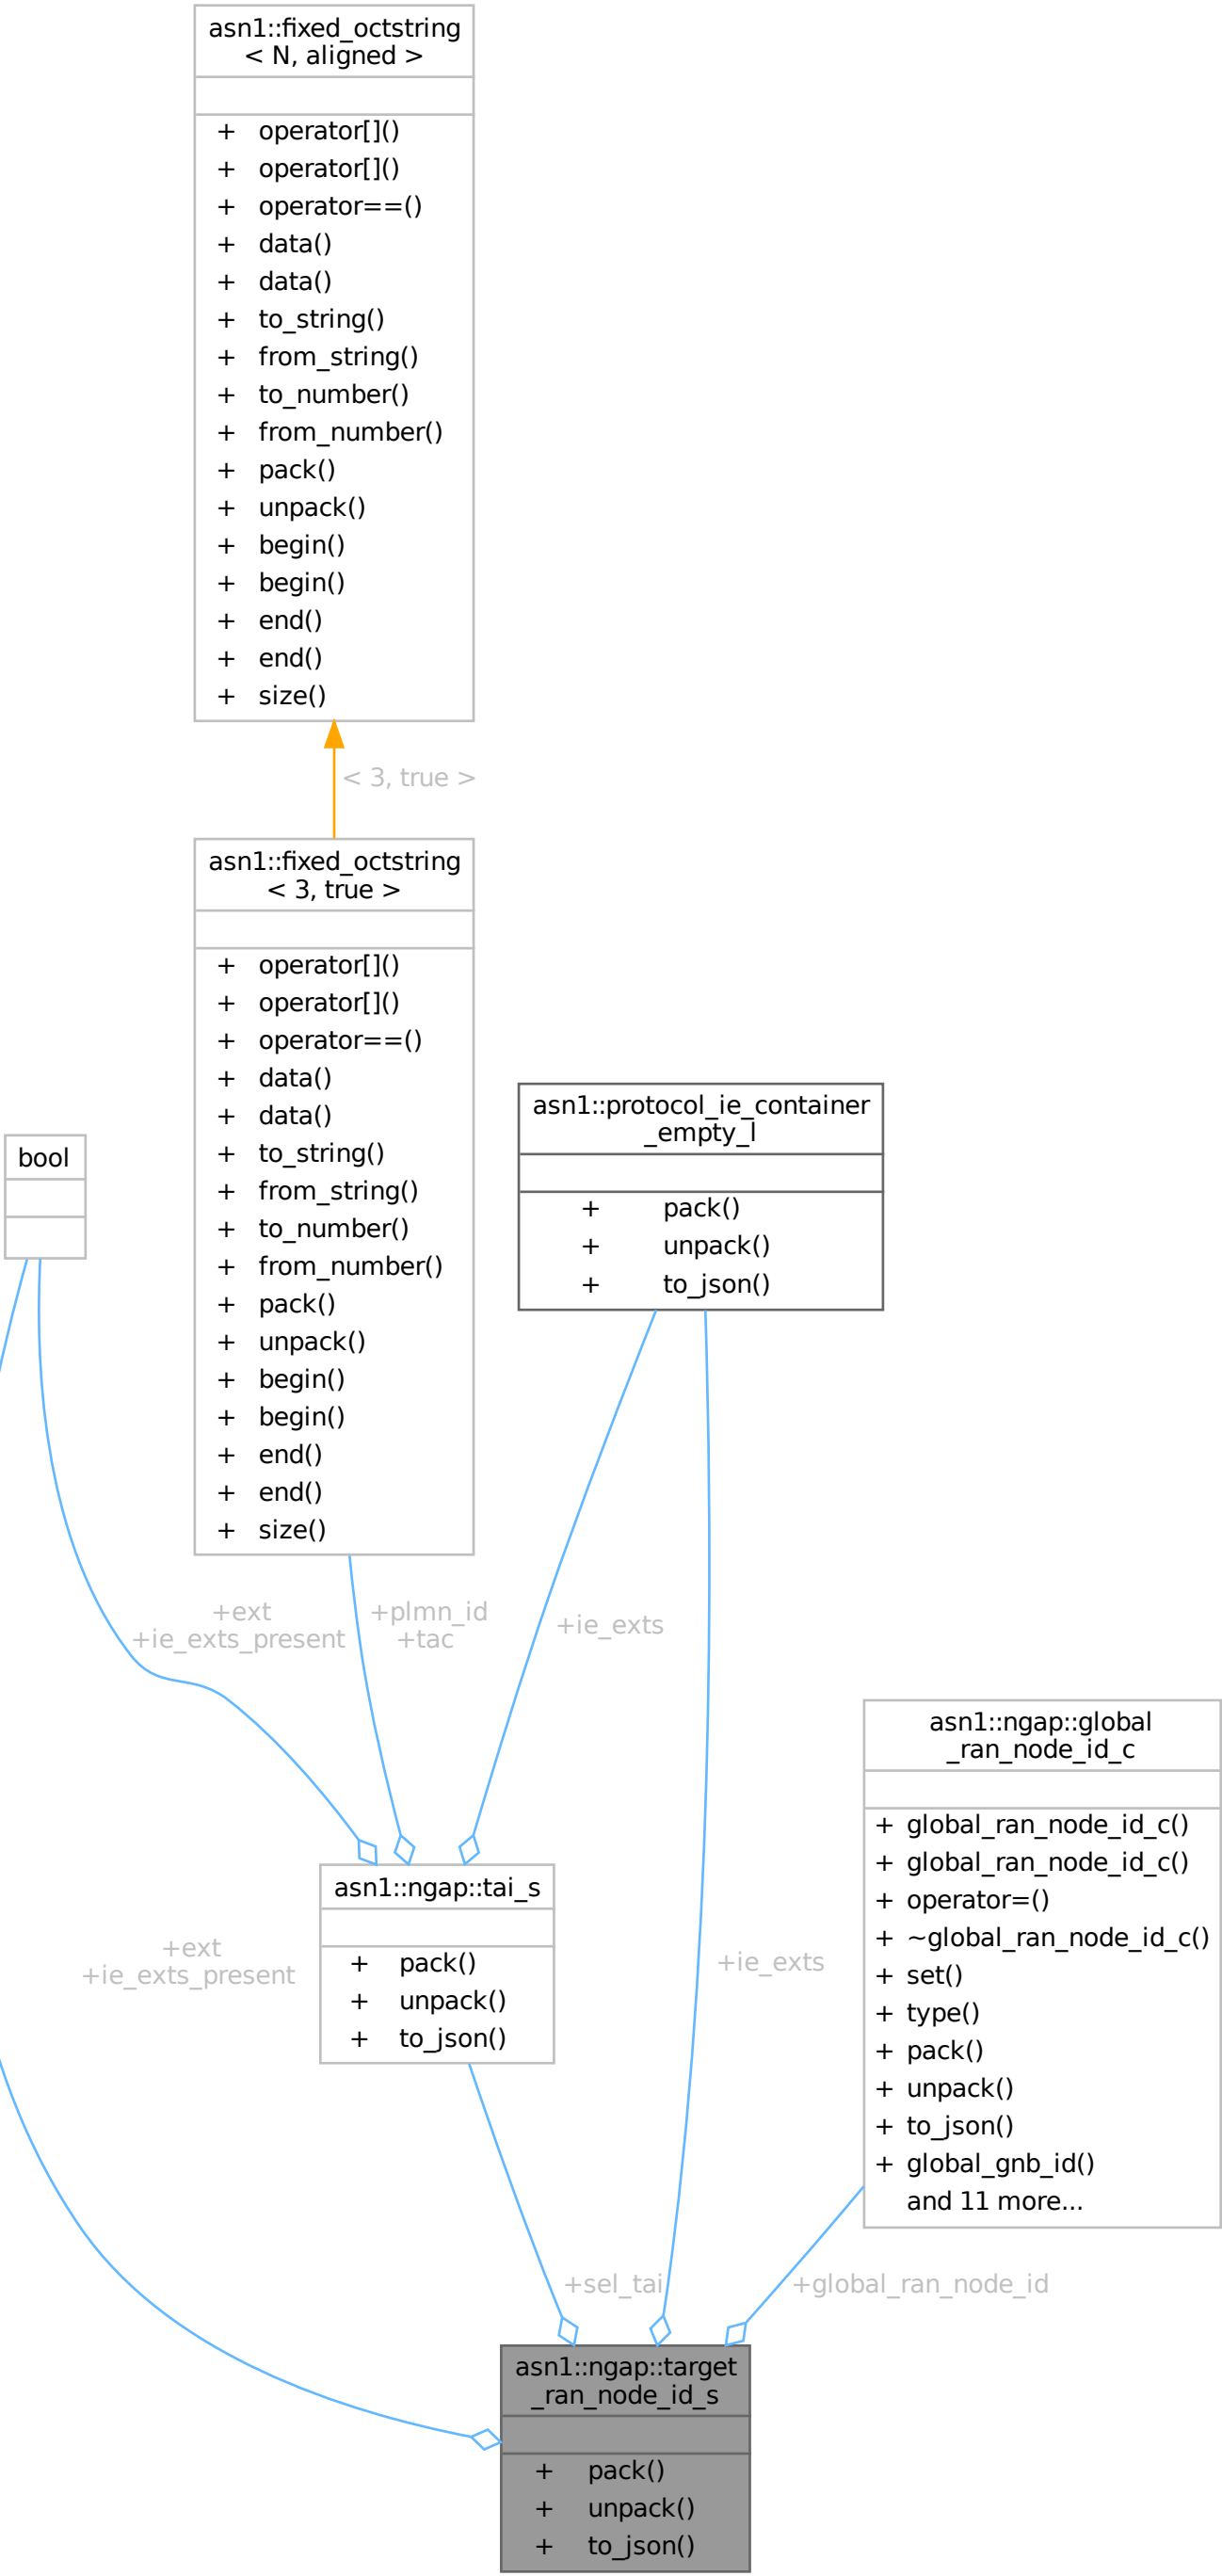 asn1::fixed_octstring
< N, aligned >
+ operator[]()
+ operator[]()
+ operator==()
+ data()
+ data()
+ to_string()
+ from_string()
+ to_number()
+ from_number()
+ pack()
+ unpack()
+ begin()
+ begin()
+ end()
+ end()
+ size()
< 3, true >
asn1::fixed_octstring
< 3, true >
+ operator[]()
+ operator[]()
+ operator==()
+ data()
+ data()
+ to_string()
+ from_string()
+ to_number()
+ from_number()
+ pack()
+ unpack()
+ begin()
+ begin()
+ end()
+ end()
+ size()
asn1::protocol_ie_container
_empty_l
+ pack()
+ unpack()
+ to_json()
bool
+ext
+ie_exts_present
+plmn_id
+tac
+ie_exts
asn1::ngap::global
_ran_node_id_c
+ global_ran_node_id_c()
+ global_ran_node_id_c()
+ operator=()
+ ~global_ran_node_id_c()
+ set()
+ type()
+ pack()
+ unpack()
+ to_json()
+ global_gnb_id()
and 11 more...
asn1::ngap::tai_s
+ pack()
+ unpack()
+ to_json()
+ext
+ie_exts_present
+ie_exts
+sel_tai
+global_ran_node_id
asn1::ngap::target
_ran_node_id_s
+ pack()
+ unpack()
+ to_json()